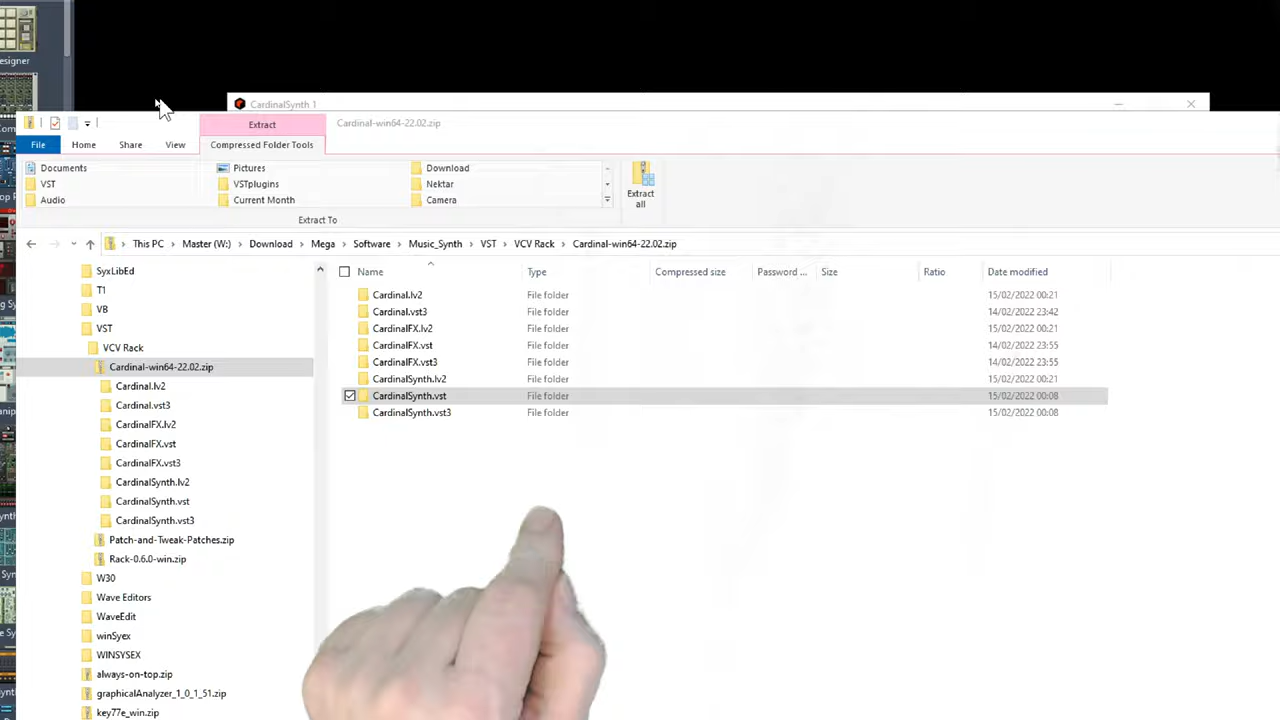 esigner
CardinalSynth 1
Extract
Cardinal-win64-22.02.zip
File
Home
Share
View
Compressed Folder Tools
Documents
Pictures
Download
VST
VSTplugins
Nektar
Audio
Current Month
Camera
Extract all
Extract To
This PC > Master (W:) > Download > Mega > Software > Music_Synth > VST > VCV Rack > Cardinal-win64-22.02.zip
SyxLibEd
T1
VB
VST
VCV Rack
Cardinal-win64-22.02.zip
Cardinal.lv2
Cardinal.vst3
CardinalFX.lv2
CardinalFX.vst
CardinalFX.vst3
CardinalSynth.lv2
CardinalSynth.vst
CardinalSynth.vst3
Patch-and-Tweak-Patches.zip
Rack-0.6.0-win.zip
W30
Wave Editors
WaveEdit
winSyex
WINSYSEX
always-on-top.zip
graphicalAnalyzer_1_0_1_51.zip
key77e_win.zip
Name Type Compressed size Password ... Size Ratio Date modified
Cardinal.lv2 File folder 15/02/2022 00:21
Cardinal.vst3 File folder 14/02/2022 23:42
CardinalFX.lv2 File folder 15/02/2022 00:21
CardinalFX.vst File folder 14/02/2022 23:55
CardinalFX.vst3 File folder 14/02/2022 23:55
CardinalSynth.lv2 File folder 15/02/2022 00:21
CardinalSynth.vst File folder 15/02/2022 00:08
CardinalSynth.vst3 File folder 15/02/2022 00:08